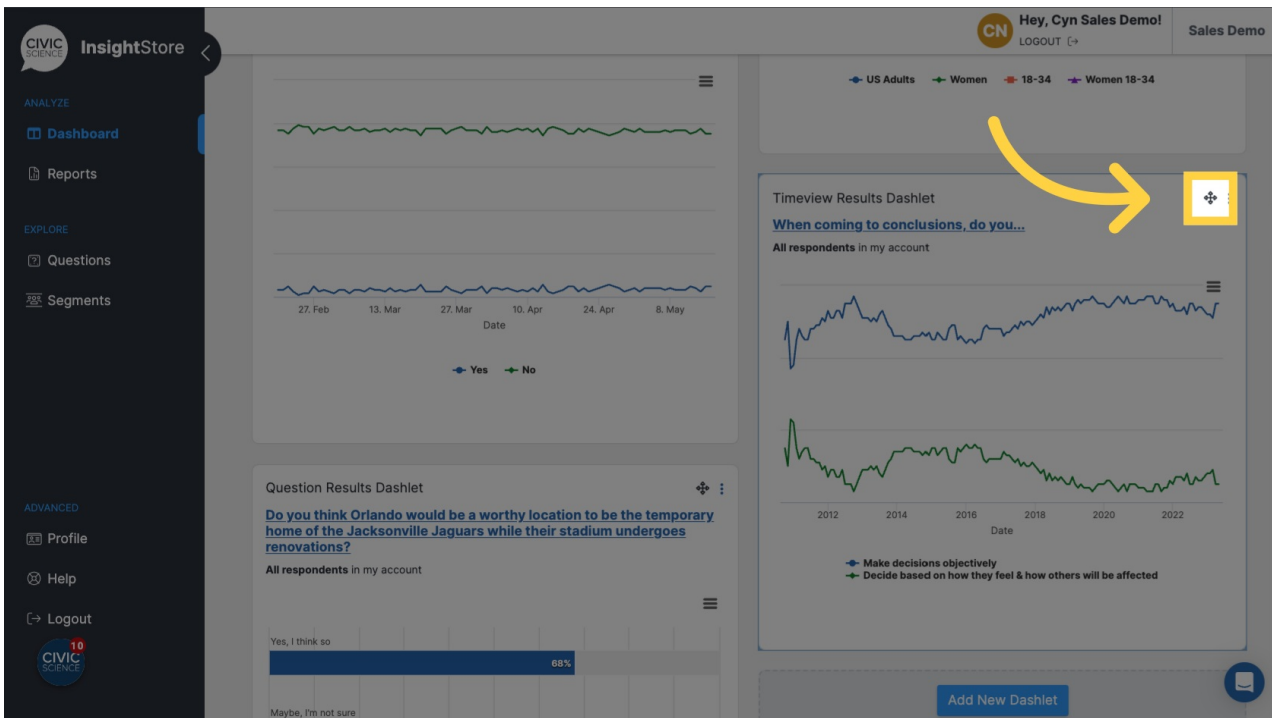 CIVIC
SCIENCE
InsightStore
CN
Hey, Cyn Sales Demo!
LOGOUT
Sales Demo
ANALYZE
Dashboard
Reports
EXPLORE
Questions
Segments
ADVANCED
Profile
Help
Logout
10
CIVIC
SCIENCE
27. Feb 13. Mar 27. Mar 10. Apr 24. Apr 8. May
Date
Yes No
Question Results Dashlet
Do you think Orlando would be a worthy location to be the temporary
home of the Jacksonville Jaguars while their stadium undergoes
renovations?
All respondents in my account
Yes, I think so
68%
Maybe, I'm not sure
US Adults Women 18-34 Women 18-34
Timeview Results Dashlet
When coming to conclusions, do you...
All respondents in my account
2012 2014 2016 2018 2020 2022
Date
Make decisions objectively
Decide based on how they feel & how others will be affected
Add New Dashlet